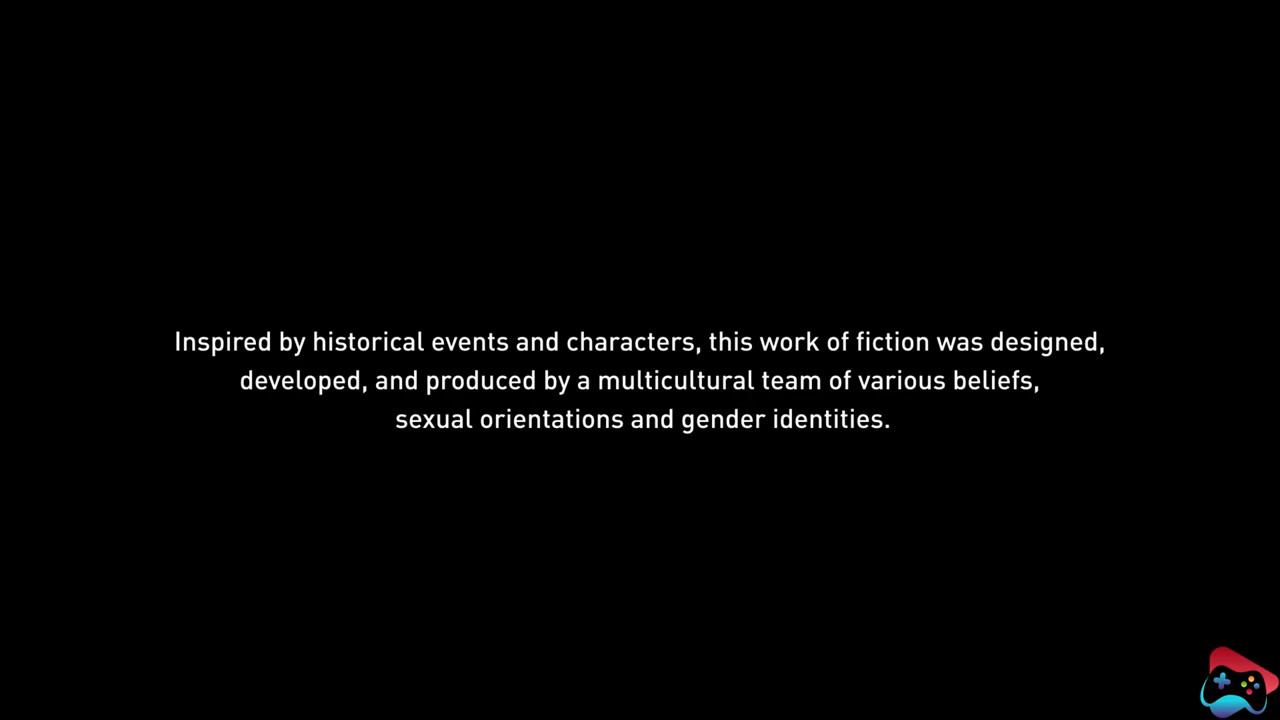 Inspired by historical events and characters, this work of fiction was designed,
developed, and produced by a multicultural team of various beliefs,
sexual orientations and gender identities.